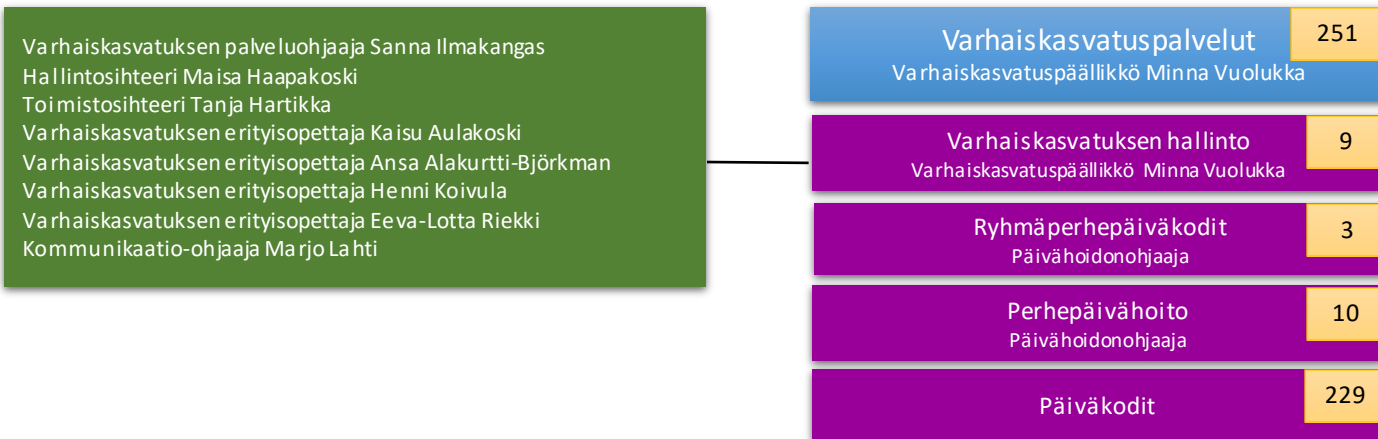 Varhaiskasvatuksen palveluohjaaja Sanna Ilmakangas
Hallintosihteeri Maisa Haapakoski
Toimistosihteeri Tanja Hartikka
Varhaiskasvatuksen erityisopettaja Kaisu Aulakoski
Varhaiskasvatuksen erityisopettaja Ansa Alakurtti-Björkman
Varhaiskasvatuksen erityisopettaja Henni Koivula
Varhaiskasvatuksen erityisopettaja Eeva-Lotta Riekki
Kommunikaatio-ohjaaja Marjo Lahti
Varhaiskasvatuspalvelut
251
Varhaiskasvatuspäällikkö Minna Vuolukka
Varhaiskasvatuksen hallinto
9
Varhaiskasvatuspäällikkö Minna Vuolukka
Ryhmäperhepäiväkodit
3
Päivähoidonohjaaja
Perhepäivähoito
10
Päivähoidonohjaaja
Päiväkodit
229